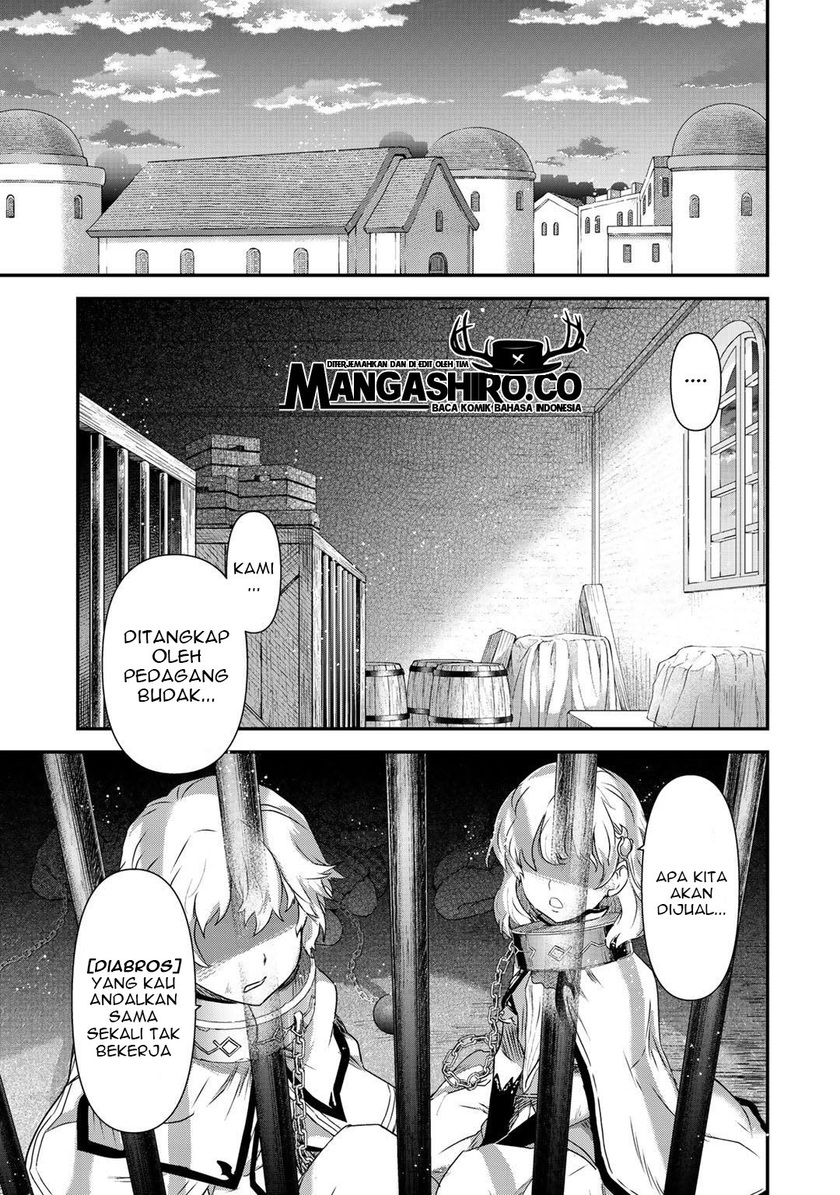 DITERJEMAHKAN DAN DI EDIT OLEH TIM
MANGASHIRO.CO
BACA KOMIK BAHASA INDONESIA
....
KAMI
...
DITANGKAP
OLEH
PEDAGANG
BUDAK...
APA KITA
AKAN
DIJUAL...
[DIABROS]
YANG KAU
ANDALKAN
SAMA
SEKALI TAK
BEKERJA